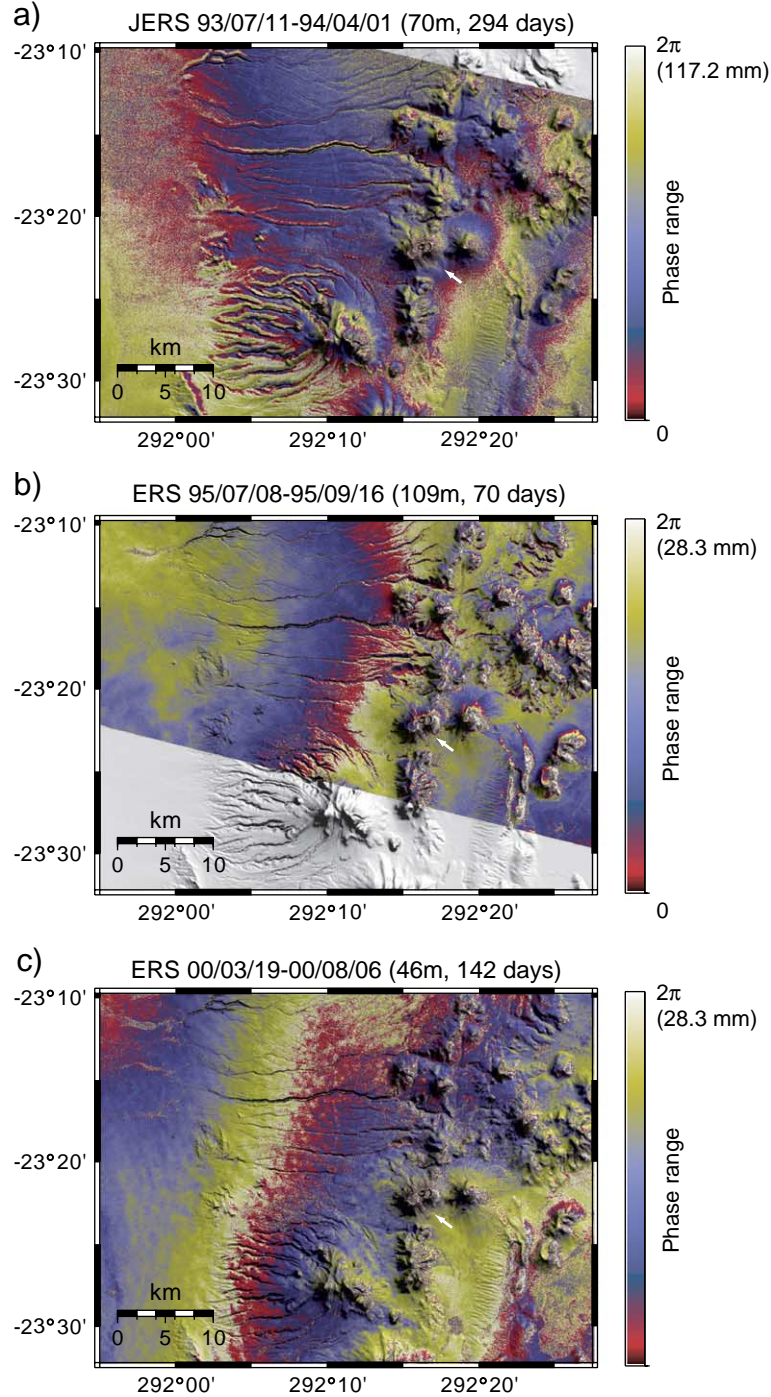 a)
JERS 93/07/11-94/04/01 (70m, 294 days)
-23°10'
-23°20'
-23°30'
km
0 5 10
292°00' 292°10' 292°20'
2π
(117.2 mm)
Phase range
0
b)
ERS 95/07/08-95/09/16 (109m, 70 days)
-23°10'
-23°20'
-23°30'
km
0 5 10
292°00' 292°10' 292°20'
2π
(28.3 mm)
Phase range
0
c)
ERS 00/03/19-00/08/06 (46m, 142 days)
-23°10'
-23°20'
-23°30'
km
0 5 10
292°00' 292°10' 292°20'
2π
(28.3 mm)
Phase range